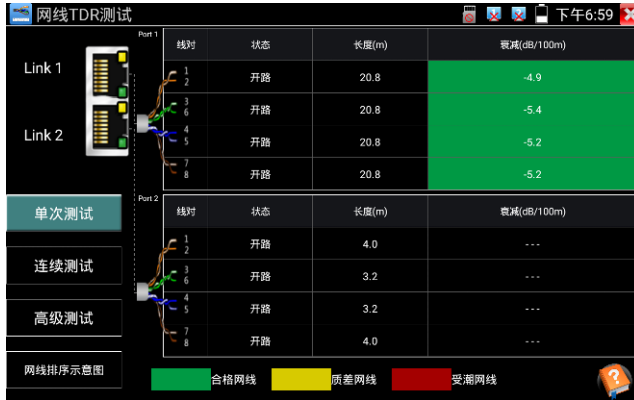 网线TDR测试
下午6:59
Port 1
线对 状态 长度(m) 衰减(dB/100m)
Link 1
1 2 开路 20.8 -4.9
3 6 开路 20.8 -5.4
Link 2
4 5 开路 20.8 -5.2
7 8 开路 20.8 -5.2
Port 2
线对 状态 长度(m) 衰减(dB/100m)
单次测试
1 2 开路 4.0 ---
连续测试
3 6 开路 3.2 ---
高级测试
4 5 开路 3.2 ---
7 8 开路 4.0 ---
网线排序示意图
合格网线 质差网线 受潮网线
?